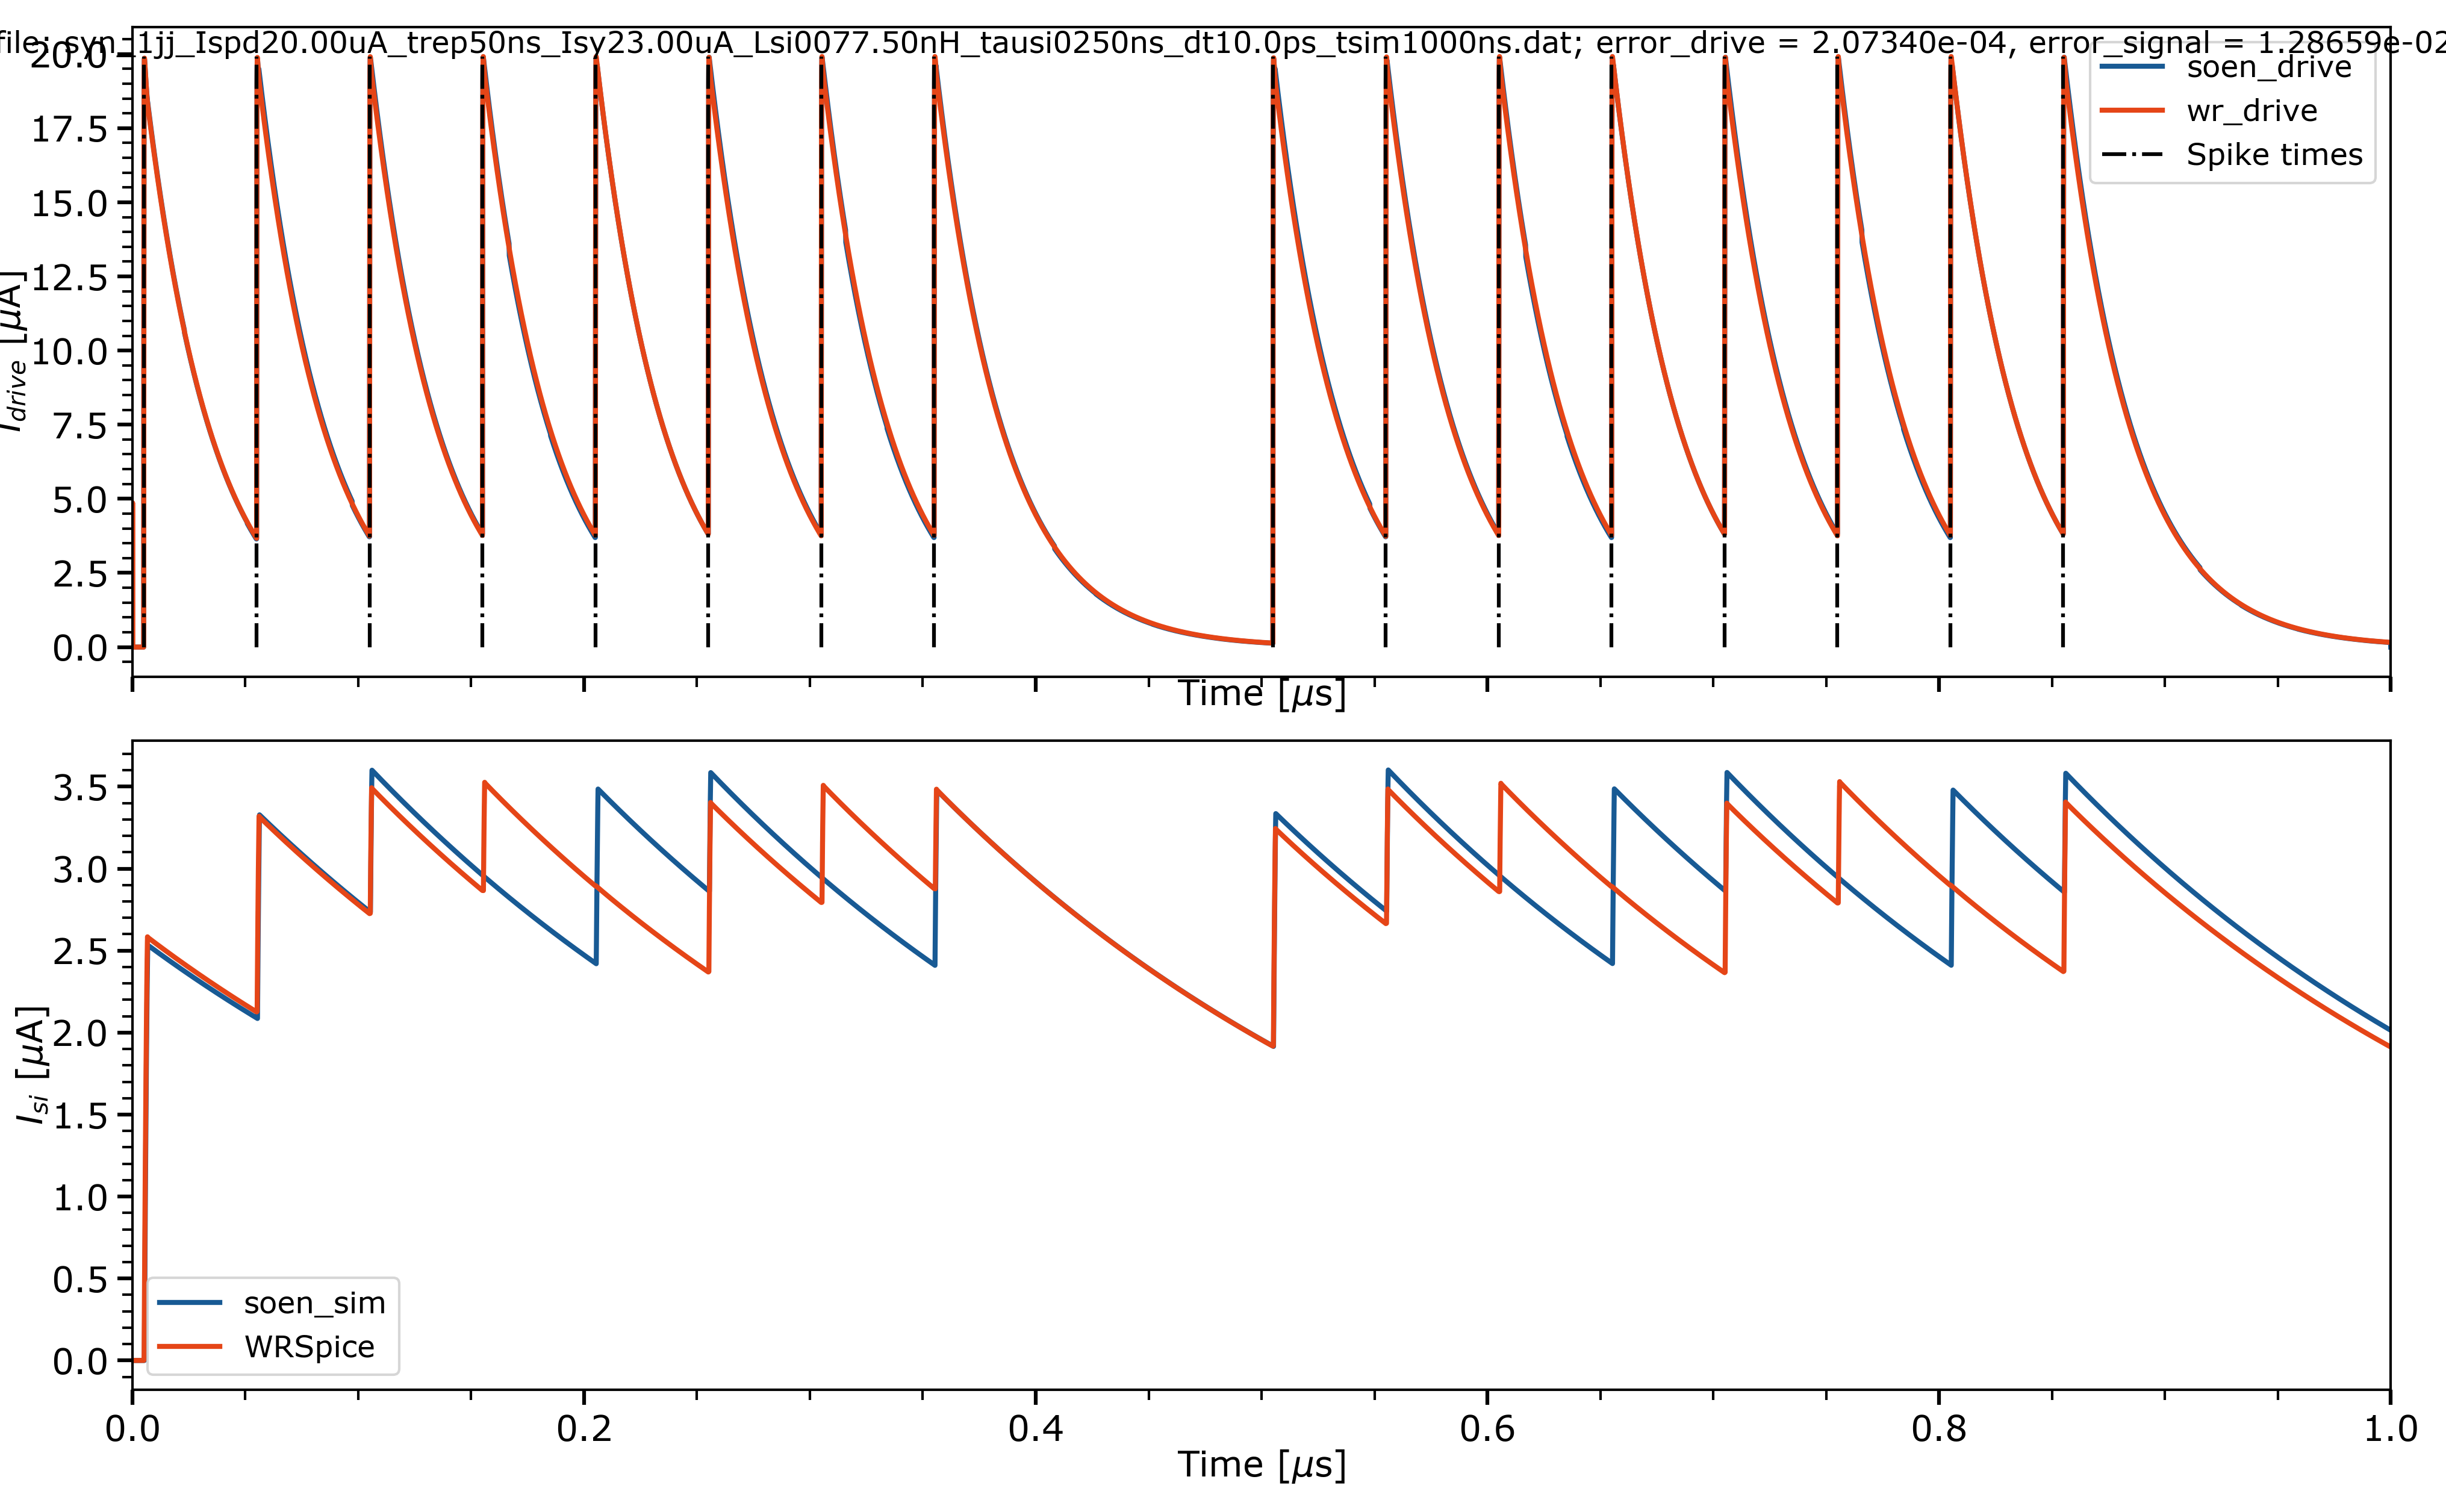 file: syn_1jj_Ispd20.00uA_trep50ns_Isy23.00uA_Lsi0077.50nH_tausi0250ns_dt10.0ps_tsim1000ns.dat; error_drive = 2.07340e-04, error_signal = 1.28659e-02
20.0
17.5
15.0
12.5
10.0
7.5
5.0
2.5
0.0
I_drive [μA]
soen_drive
wr_drive
Spike times
Time [μs]
3.5
3.0
2.5
2.0
1.5
1.0
0.5
0.0
I_si [μA]
soen_sim
WRSpice
0.0 0.2 0.4 0.6 0.8 1.0
Time [μs]